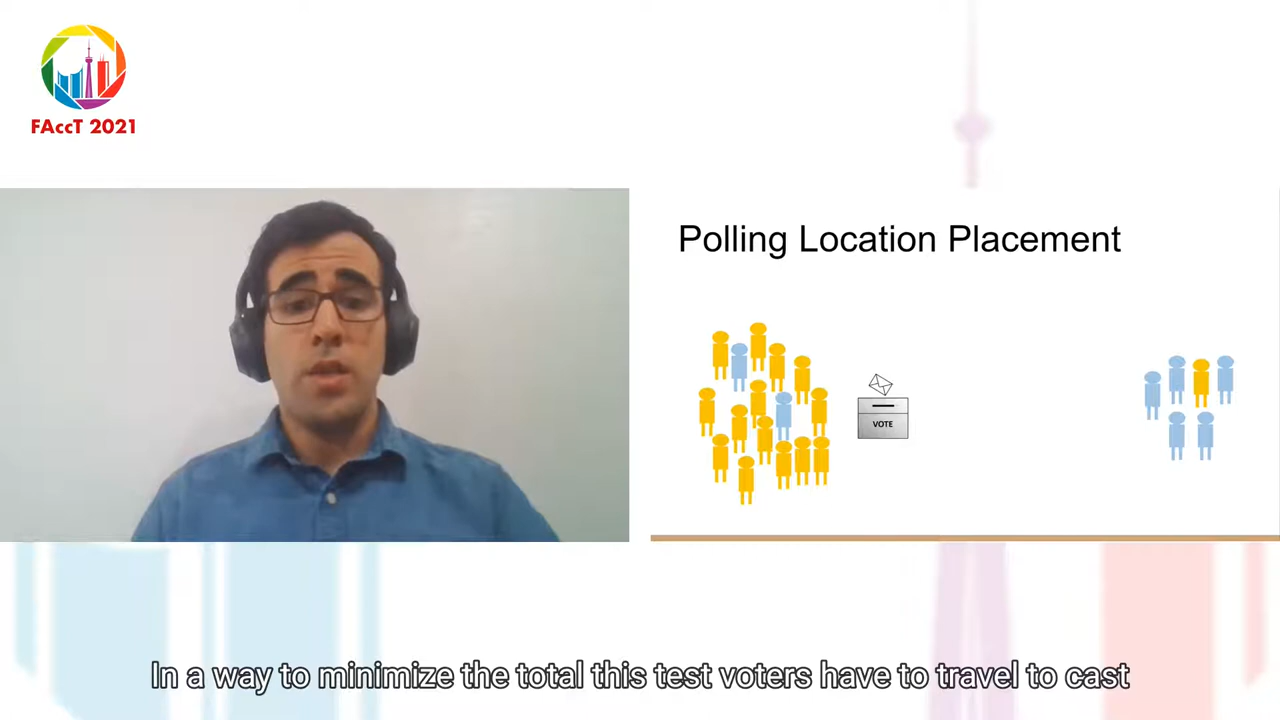 FAccT 2021
Polling Location Placement
VOTE
In a way to minimize the total this test voters have to travel to cast